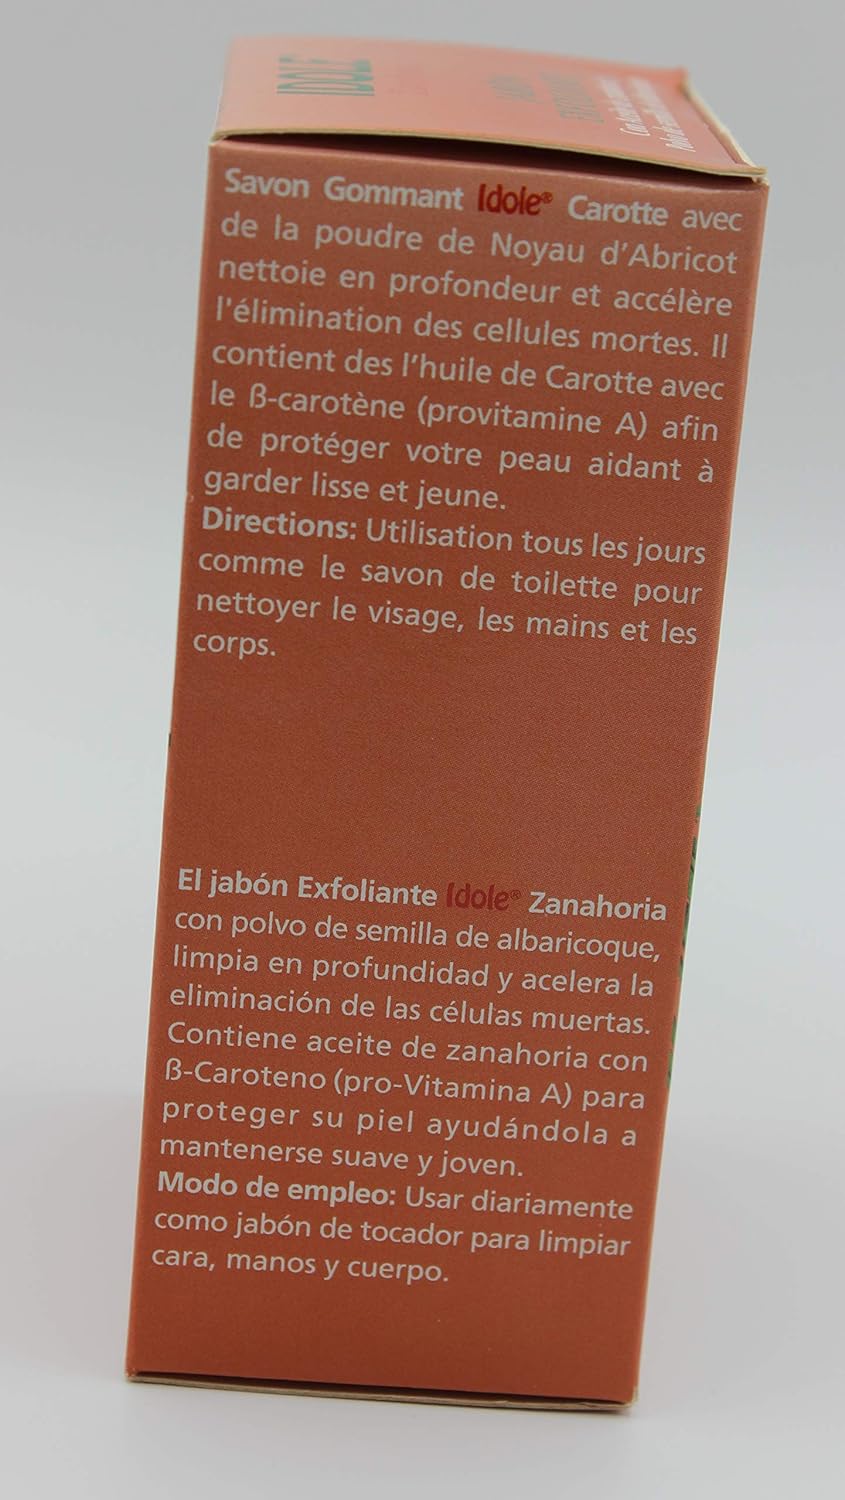 IDOLE
Savon Gommant Idole® Carotte avec
de la poudre de Noyau d'Abricot
nettoie en profondeur et accélère
l'élimination des cellules mortes. Il
contient des l'huile de Carotte avec
le ß-carotène (provitamine A) afin
de protéger votre peau aidant à
garder lisse et jeune.
Directions: Utilisation tous les jours
comme le savon de toilette pour
nettoyer le visage, les mains et les
corps.
El jabón Exfoliante Idole® Zanahoria
con polvo de semilla de albaricoque,
limpia en profundidad y acelera la
eliminación de las células muertas.
Contiene aceite de zanahoria con
ß-Caroteno (pro-Vitamina A) para
proteger su piel ayudándola a
mantenerse suave y joven.
Modo de empleo: Usar diariamente
como jabón de tocador para limpiar
cara, manos y cuerpo.